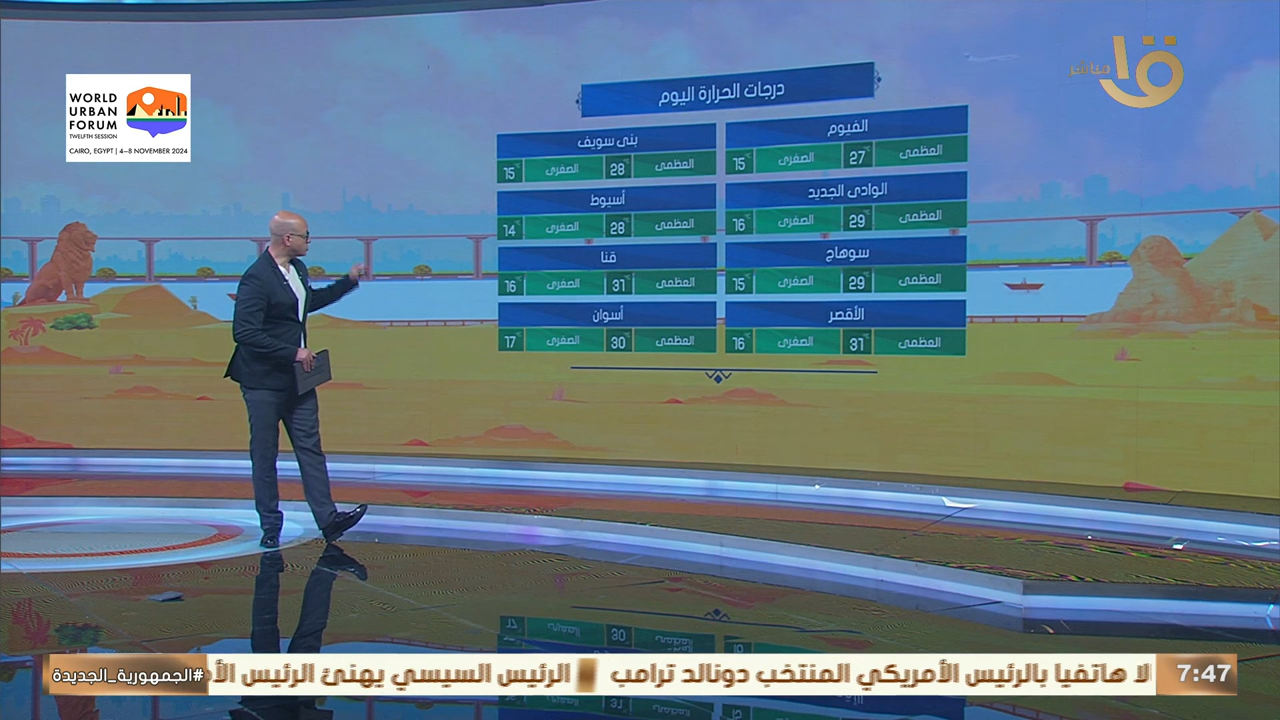 WORLD
URBAN
FORUM
TWELFTH SESSION
CAIRO, EGYPT | 4–8 NOVEMBER 2024
مباشر
درجات الحرارة اليوم
الفيوم
العظمى 27° الصغرى 15°
بنى سويف
العظمى 28° الصغرى 15°
الوادى الجديد
العظمى 29° الصغرى 16°
أسيوط
العظمى 28° الصغرى 14°
سوهاج
العظمى 29° الصغرى 15°
قنا
العظمى 31° الصغرى 16°
الأقصر
العظمى 31° الصغرى 16°
أسوان
العظمى 30° الصغرى 17°
7:47
هاتفيا بالرئيس الأمريكي المنتخب دونالد ترامب الرئيس السيسي يهنئ الرئيس
#الجمهورية_الجديدة